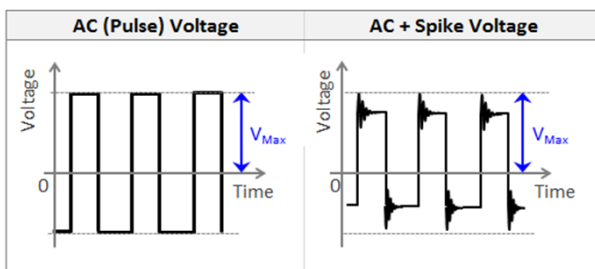 AC (Pulse) Voltage
AC + Spike Voltage
Voltage
VMax
0
Time
Voltage
VMax
0
Time